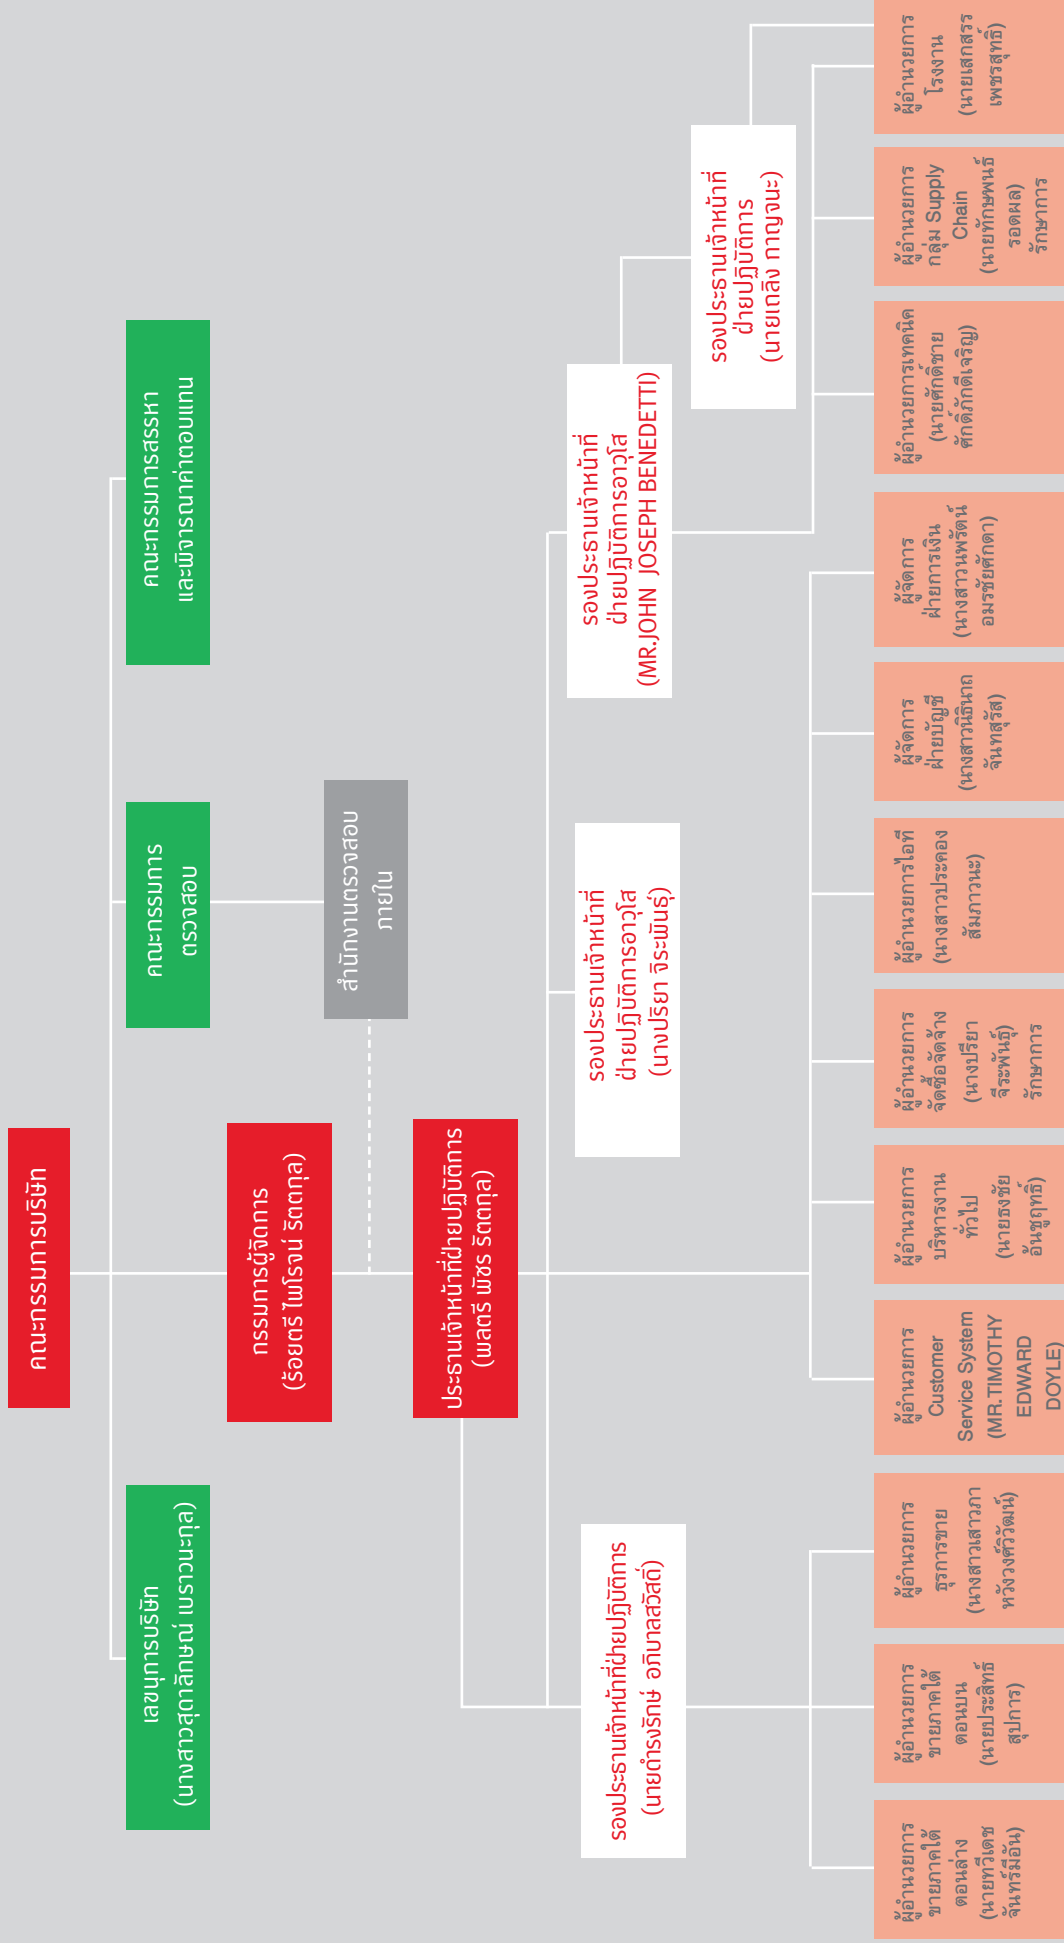 คณะกรรมการบริษัท
เลขนุการบริษัท
(นางสาวสุดาลักษณ์ เบราวนะกุล)
คณะกรรมการ
ตรวจสอบ
คณะกรรมการสรรหา
และพิจารณาค่าตอบแทน
กรรมการผู้จัดการ
(ร้อยตรี ไพโรจน์ รัตตกุล)
สำนักงานตรวจสอบ
ภายใน
ประธานเจ้าหน้าที่ฝ่ายปฏิบัติการ
(พลตรี พัชร รัตตกุล)
รองประธานเจ้าหน้าที่ฝ่ายปฏิบัติการ
(นายดำรงรักษ์ อภิบาลสวัสดิ์)
รองประธานเจ้าหน้าที่
ฝ่ายปฏิบัติการอาวุโส
(นางปริยา จิระพันธุ์)
รองประธานเจ้าหน้าที่
ฝ่ายปฏิบัติการอาวุโส
(MR.JOHN JOSEPH BENEDETTI)
รองประธานเจ้าหน้าที่
ฝ่ายปฏิบัติการ
(นายเถลิง กาญจนะ)
ผู้อำนวยการ
ขายภาคใต้
ตอนล่าง
(นายทวีเดช
จันทร์มีอ้น)
ผู้อำนวยการ
ขายภาคใต้
ตอนบน
(นายประสิทธ์
สุปการ)
ผู้อำนวยการ
ธุรการขาย
(นางสาวเสาวภา
หวังวงศ์วิวัฒน์)
ผู้อำนวยการ
Customer
Service System
(MR.TIMOTHY
EDWARD
DOYLE)
ผู้อำนวยการ
บริหารงาน
ทั่วไป
(นายธงชัย
อ้นชูฤทธิ์)
ผู้อำนวยการ
จัดซื้อจัดจ้าง
(นางปรียา
จีระพันธุ์)
รักษาการ
ผู้อำนวยการไอที
(นางสาวประคอง
สัมภาวนะ)
ผู้จัดการ
ฝ่ายบัญชี
(นางสาวนิธินาถ
จันทสุรัส)
ผู้จัดการ
ฝ่ายการเงิน
(นางสาวนพรัตน์
อมรชัยศักดา)
ผู้อำนวยการเทคนิค
(นายศักดิ์ชาย
ศักดิ์ภักดีเจริญ)
ผู้อำนวยการ
กลุ่ม Supply
Chain
(นายทักษพนธ์
รอดผล)
รักษาการ
ผู้อำนวยการ
โรงงาน
(นายเสกสรร
เพชรสุทธิ์)